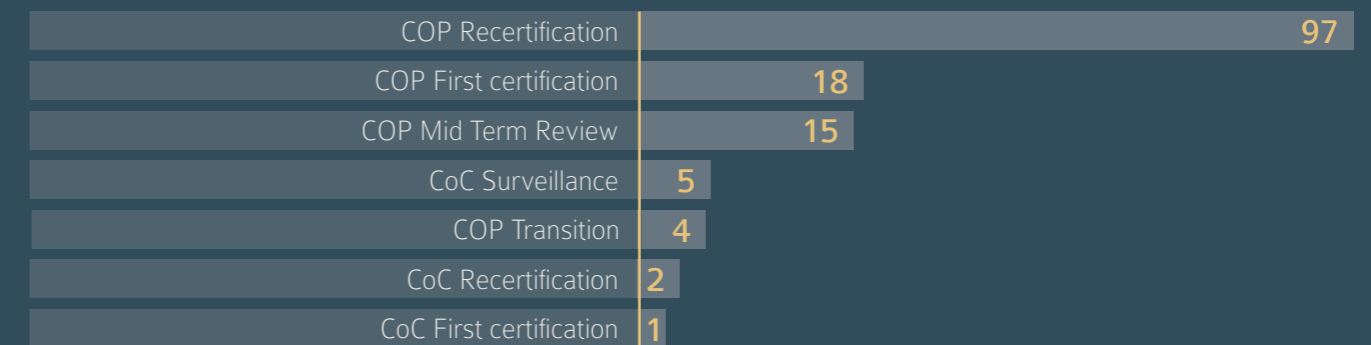 COP Recertification 97
COP First certification 18
COP Mid Term Review 15
CoC Surveillance 5
COP Transition 4
CoC Recertification 2
CoC First certification 1